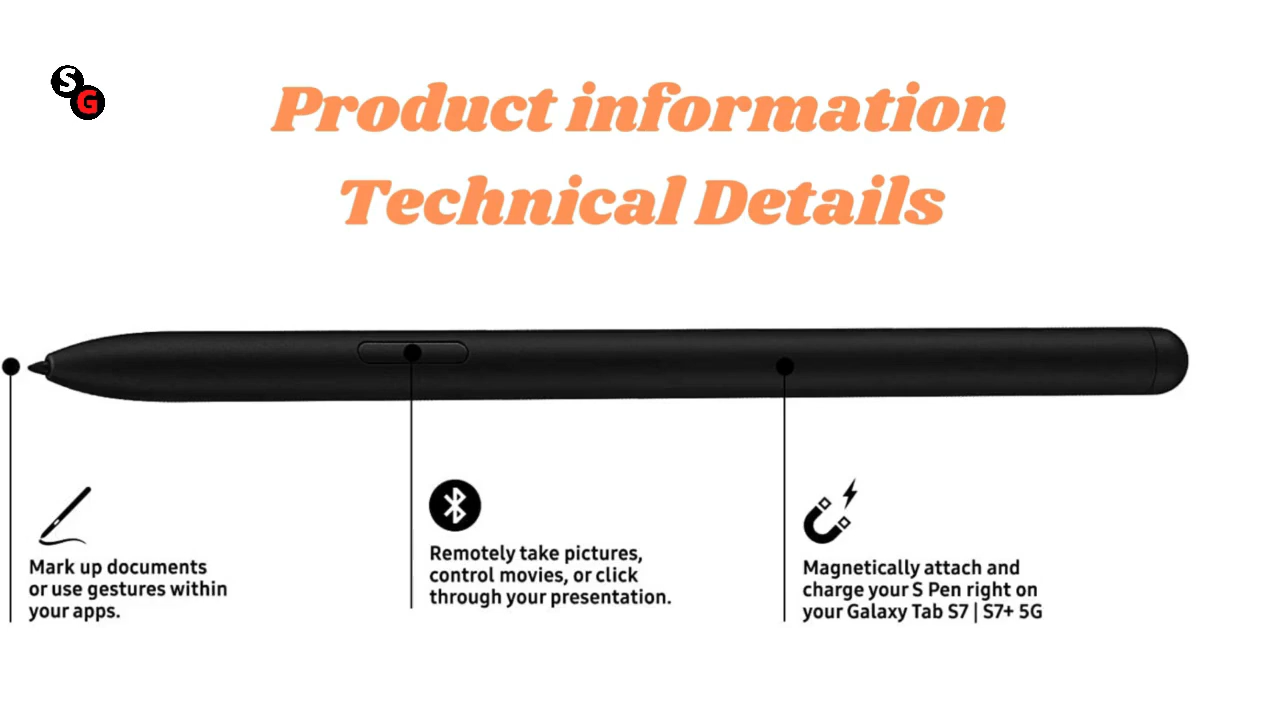 SG
Product information
Technical Details
Mark up documents
or use gestures within
your apps.
Remotely take pictures,
control movies, or click
through your presentation.
Magnetically attach and
charge your S Pen right on
your Galaxy Tab S7 | S7+ 5G